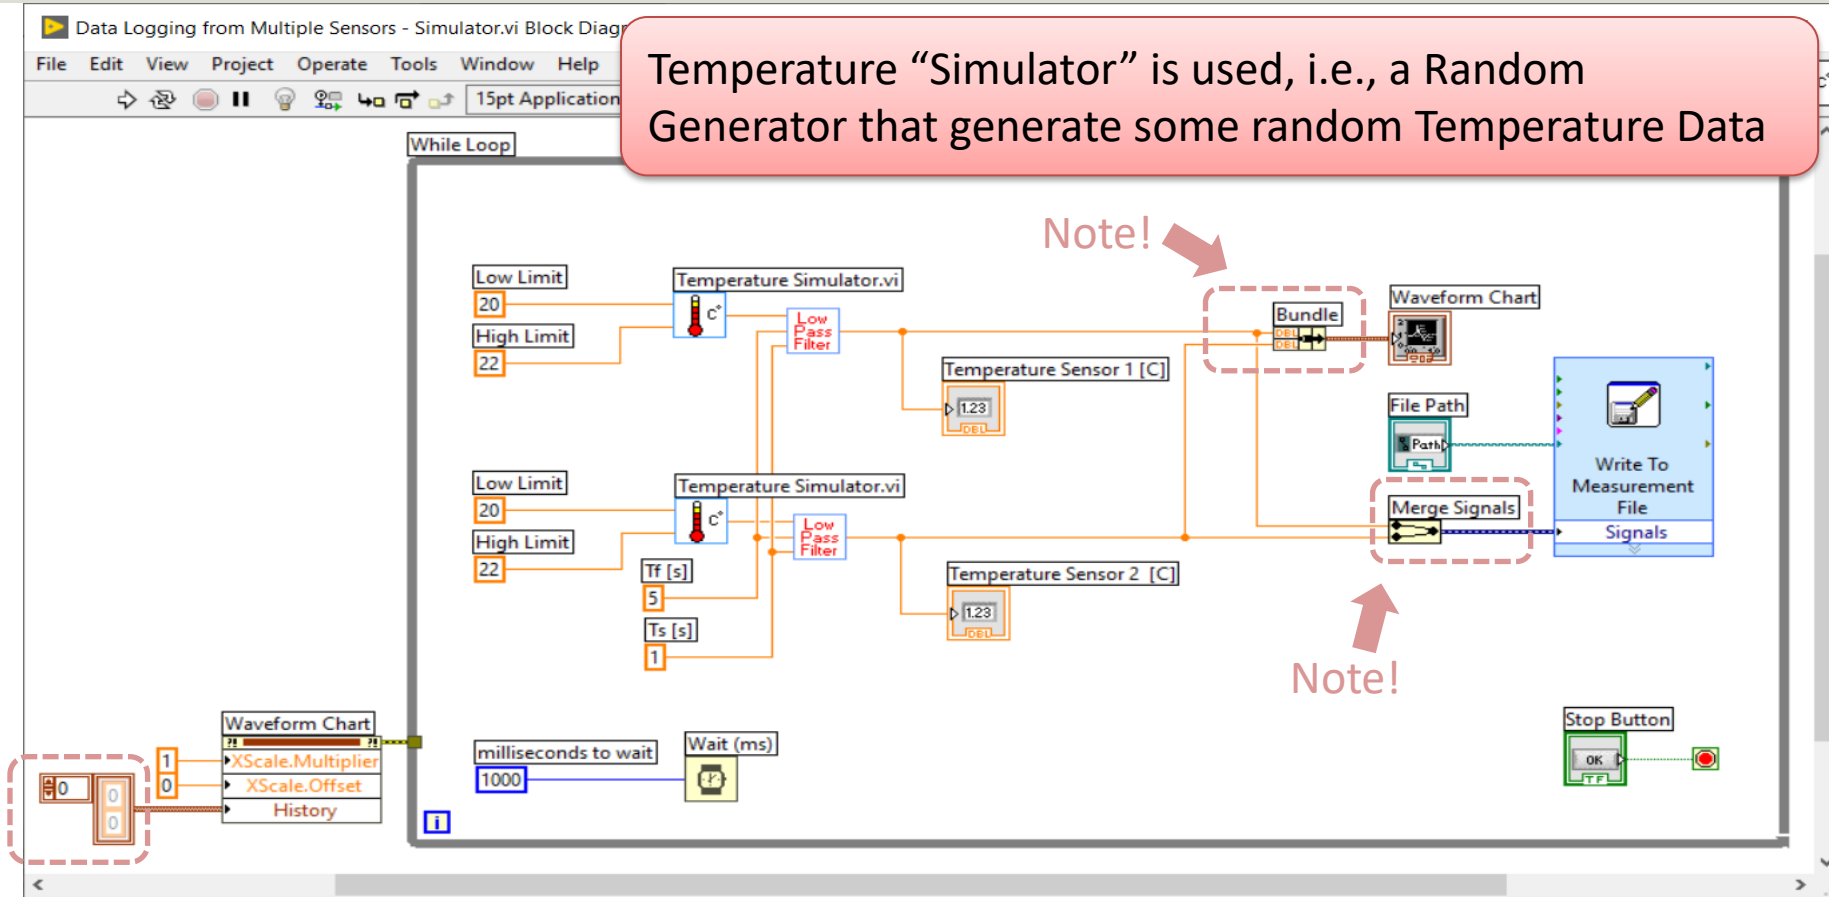 Data Logging from Multiple Sensors - Simulator.vi Block Diag
File Edit View Project Operate Tools Window Help
15pt Application
Temperature “Simulator” is used, i.e., a Random
Generator that generate some random Temperature Data
While Loop
Note!
Low Limit
20
High Limit
22
Temperature Simulator.vi
C°
Low
Pass
Filter
Temperature Sensor 1 [C]
1.23
DBL
Bundle
DBL
DBL
Waveform Chart
File Path
Path
Write To
Measurement
File
Signals
Merge Signals
Low Limit
20
High Limit
22
Temperature Simulator.vi
C°
Low
Pass
Filter
Tf [s]
5
Ts [s]
1
Temperature Sensor 2 [C]
1.23
DBL
Note!
Waveform Chart
1
XScale.Multiplier
0
XScale.Offset
History
0
0
0
milliseconds to wait
1000
Wait (ms)
Stop Button
OK
TF
i